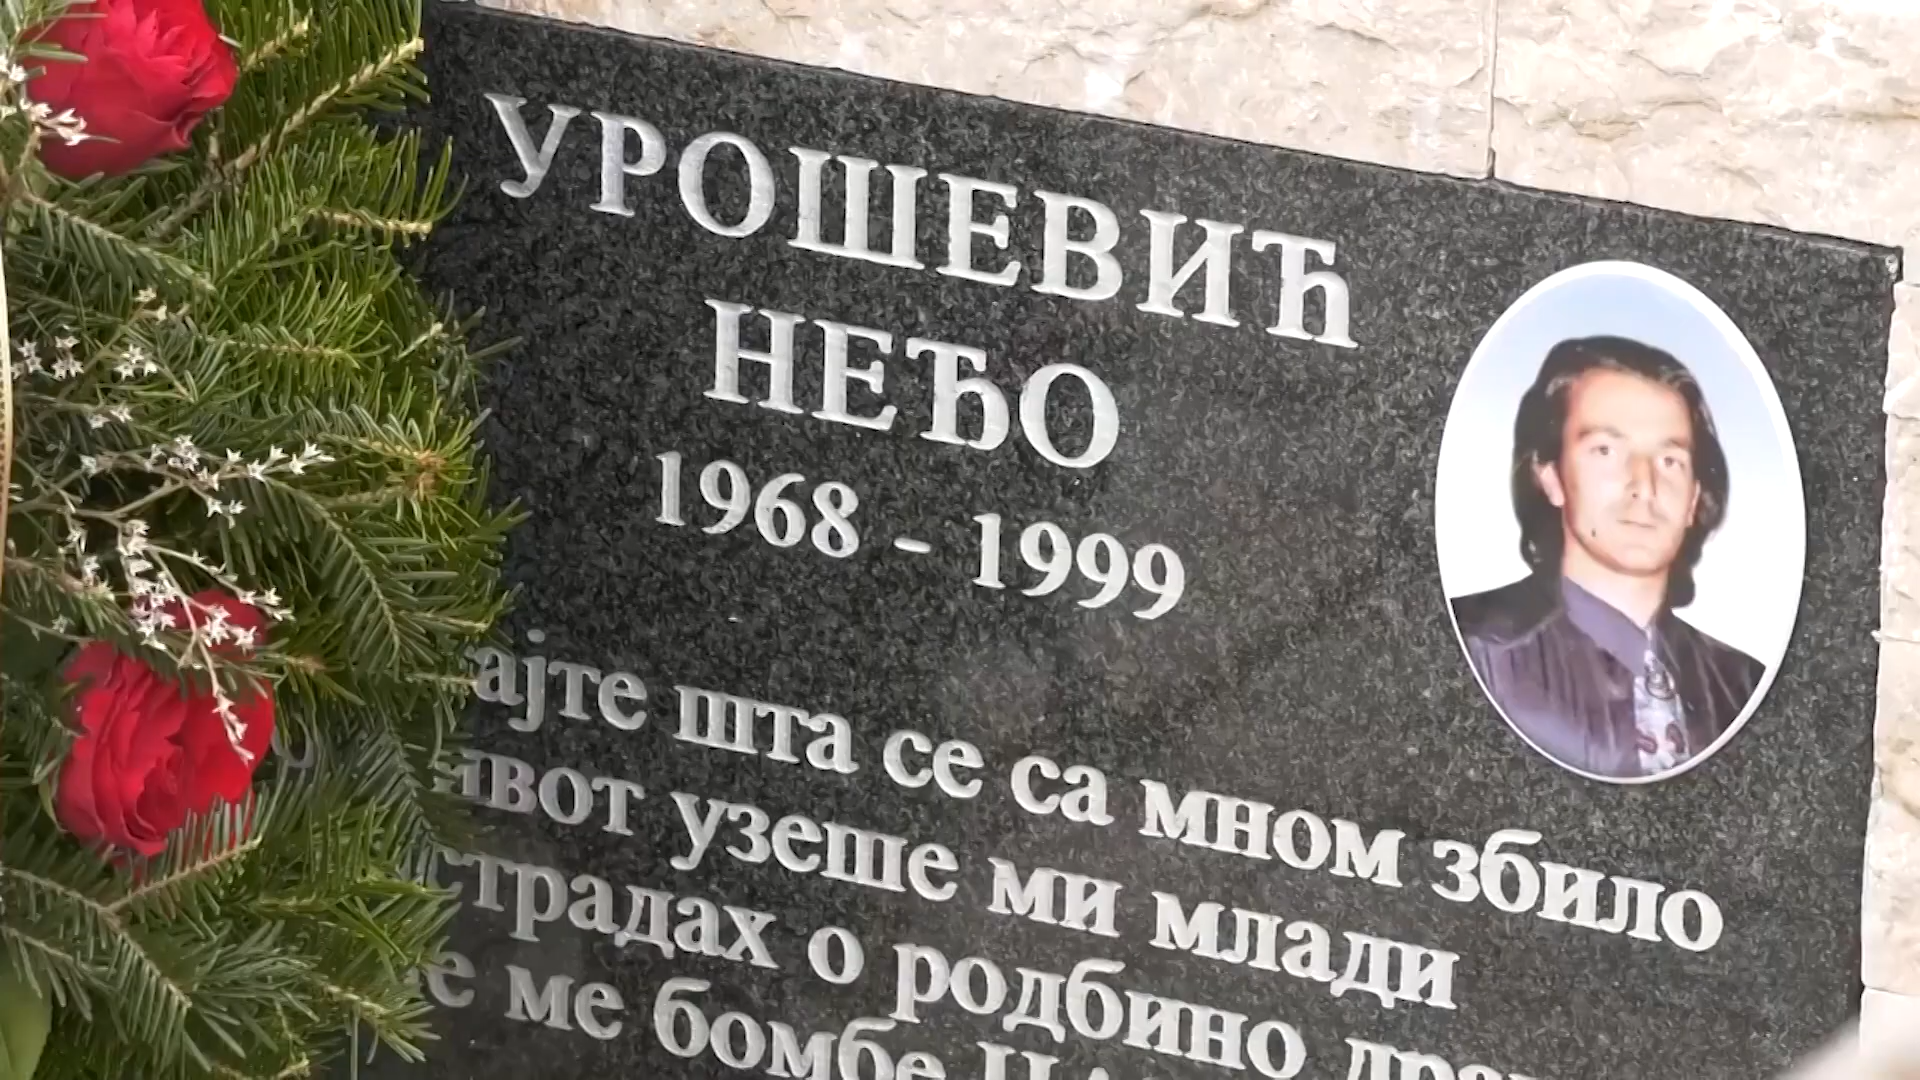 УРОШЕВИЋ
НЕЂО
1968 - 1999
шта се са мном збило
узеше ми млади
о родбино
ме бомбе